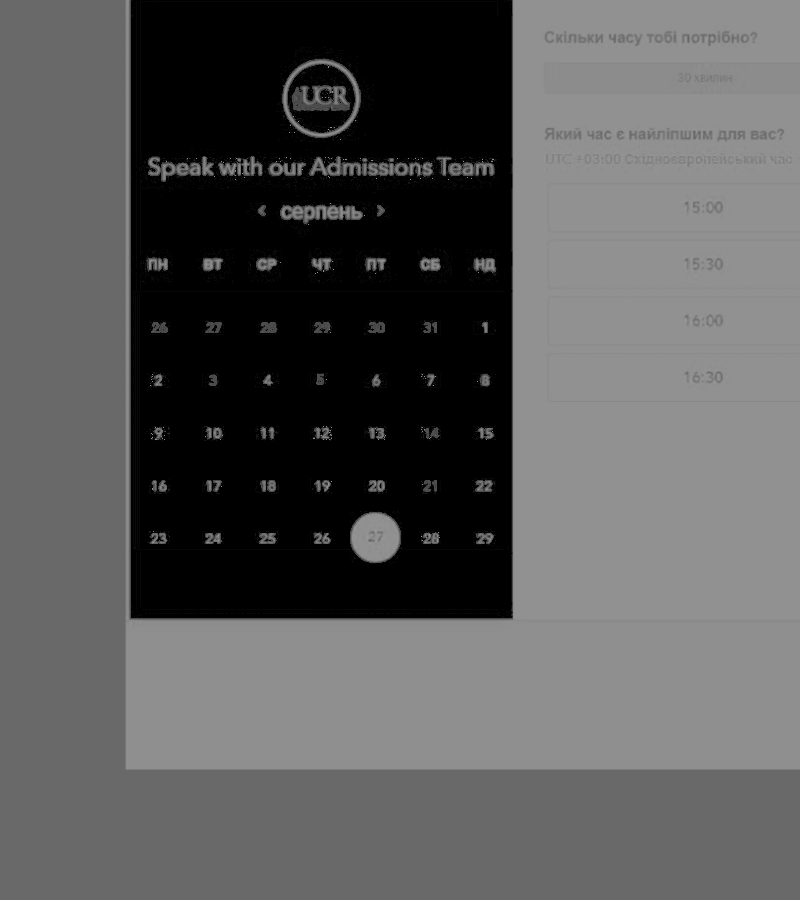 UCR
Speak with our Admissions Team
‹ серпень ›
ПН ВТ СР ЧТ ПТ СБ НД
26 27 28 29 30 31 1
2 3 4 5 6 7 8
9 10 11 12 13 14 15
16 17 18 19 20 21 22
23 24 25 26 27 28 29
Скільки часу тобі потрібно?
30 хвилин
Який час є найліпшим для вас?
UTC +03:00 Східноєвропейський час
15:00
15:30
16:00
16:30